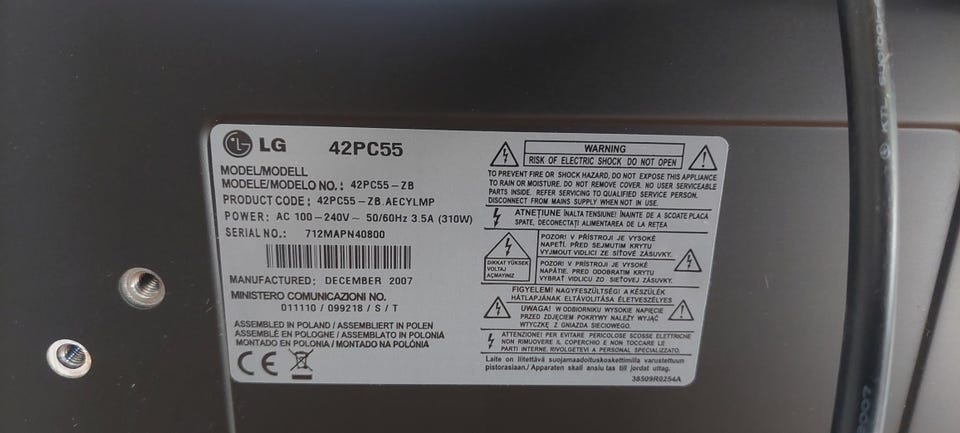 LG 42PC55
MODEL/MODELL
MODELE/MODELO NO. : 42PC55-ZB
PRODUCT CODE : 42PC55-ZB.AECYLMP
POWER: AC 100-240V~ 50/60Hz 3.5A (310W)
SERIAL NO.: 712MAPN40800
MANUFACTURED: DECEMBER 2007
MINISTERO COMUNICAZIONI NO.
011110 / 099218 / S / T
ASSEMBLED IN POLAND / ASSEMBLIERT IN POLEN
ASSEMBLÉ EN POLOGNE / ASSEMBLATO IN POLONIA
MONTADO EN POLONIA / MONTADO NA POLÓNIA
CE
WARNING
RISK OF ELECTRIC SHOCK DO NOT OPEN
TO PREVENT FIRE OR SHOCK HAZARD, DO NOT EXPOSE THIS APPLIANCE
TO RAIN OR MOISTURE. DO NOT REMOVE COVER. NO USER SERVICEABLE
PARTS INSIDE. REFER SERVICING TO QUALIFIED SERVICE PERSON.
DISCONNECT FROM MAINS SUPPLY WHEN NOT IN USE.
ATNEŢIUNE ÎNALTA TENSIUNE! ÎNAINTE DE A SCOATE PLACA
SPATE, DECONECTAŢI ALIMENTAREA DE LA REŢEA
DIKKAT YÜKSEK
VOLTAJ
AÇMAYINIZ
POZOR! V PŘÍSTROJI JE VYSOKÉ
NAPETÍ. PŘED SEJMUTIM KRYTU
VYJMOUT VIDLICI ZE SÍŤOVÉ ZÁSUVKY.
POZOR! V PRÍSTROJI JE VYSOKÉ
NAPÄTIE. PRED ODOBRATIM KRYTU
VYBRAŤ VIDLICU ZO SIEŤOVEJ ZÁSUVKY.
FIGYELEM! NAGYFESZÜLTSÉGI A KÉSZÜLÉK
HÁTLAPJÁNAK ELTÁVOLÍTÁSA ÉLETVESZÉLYES
UWAGA! W ODBIORNIKU WYSOKIE NAPIĘCIE
PRZED ZDJĘCIEM POKRYWY NALEŻY WYJĄĆ
WTYCZKĘ Z GNIAZDA SIECIOWEGO.
ATTENZIONE! PER EVITARE PERICOLOSE SCOSSE ELETTRICHE
NON RIMUOVERE IL COPERCHIO E NON TOCCARE LE
PARTI INTERNE. RIVOLGETEVI A PERSONAL SPECIALIZZATO.
Laite on liitettävä suojamaadoituskoskettimilla varustettuun
pistorasiaan./ Apparaten skall anslutas till jordat uttag.
38509R0254A